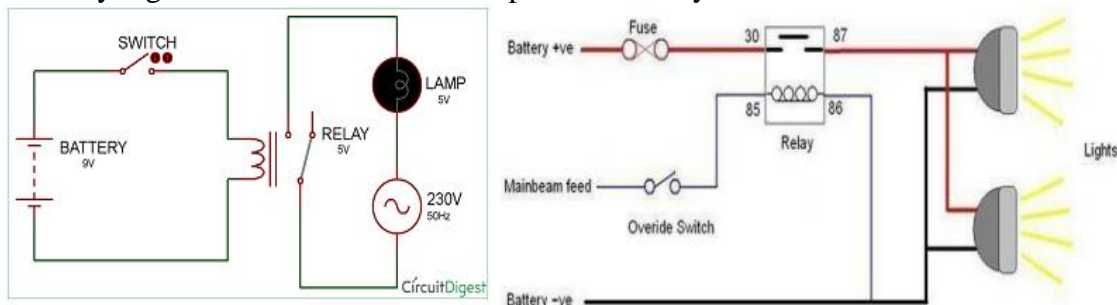 SWITCH
LAMP
5V
BATTERY
9V
RELAY
5V
230V
50Hz
CircuitDigest
Fuse
Battery +ve
30
87
85
86
Relay
Lights
Mainbeam feed
Overide Switch
Battery -ve